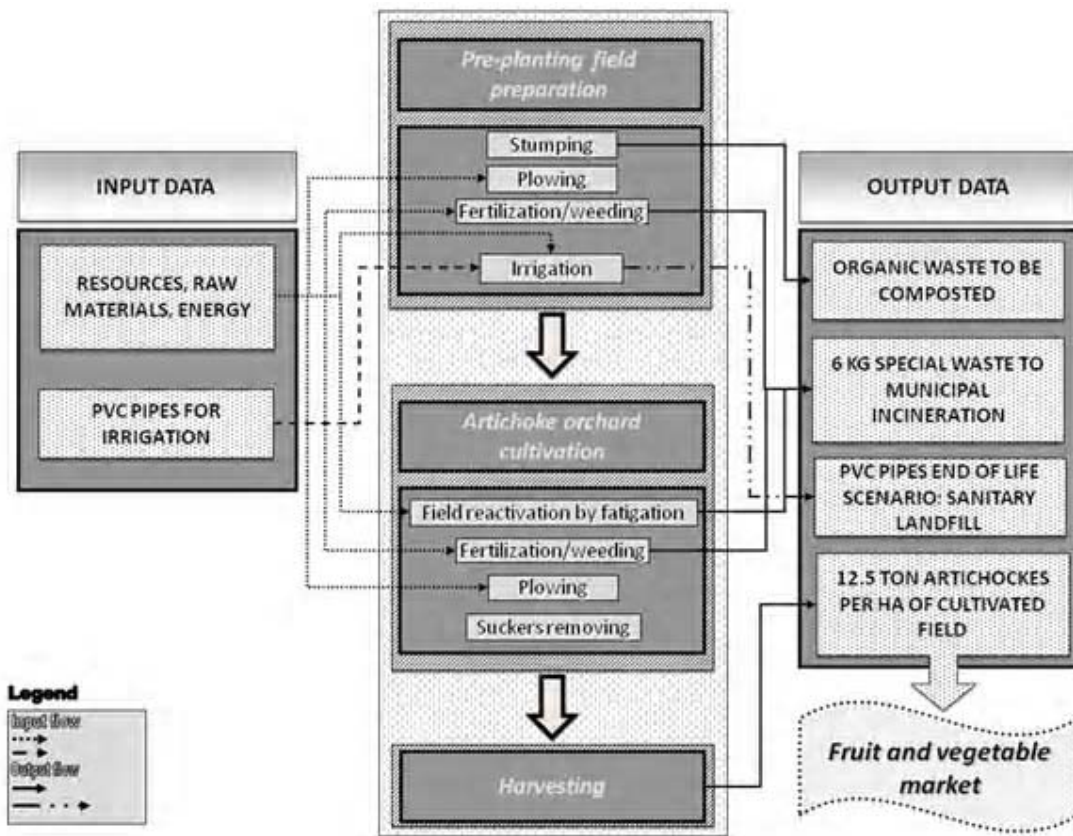 INPUT DATA
RESOURCES, RAW
MATERIALS, ENERGY
PVC PIPES FOR
IRRIGATION
Legend
Input flow
Output flow
Pre-planting field
preparation
Stumping
Plowing
Fertilization/weeding
Irrigation
Artichoke orchard
cultivation
Field reactivation by fatigation
Fertilization/weeding
Plowing
Suckers removing
Harvesting
OUTPUT DATA
ORGANIC WASTE TO BE
COMPOSTED
6 KG SPECIAL WASTE TO
MUNICIPAL
INCINERATION
PVC PIPES END OF LIFE
SCENARIO: SANITARY
LANDFILL
12.5 TON ARTICHOCKES
PER HA OF CULTIVATED
FIELD
Fruit and vegetable
market